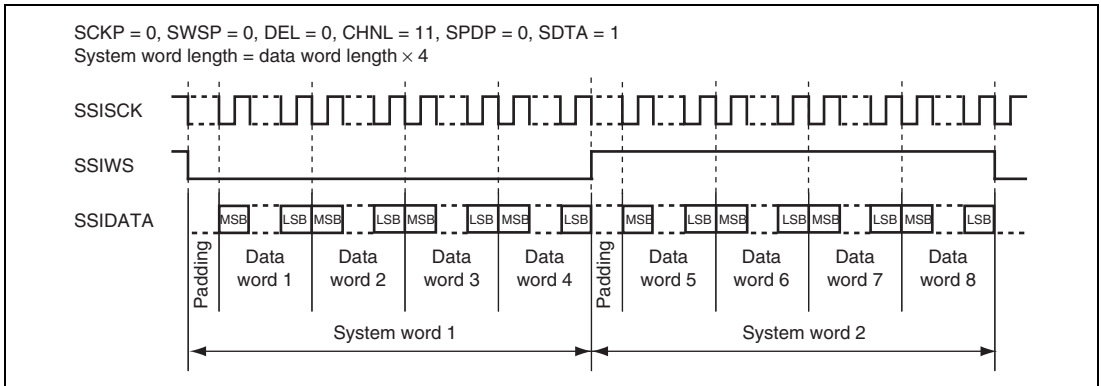 SCKP = 0, SWSP = 0, DEL = 0, CHNL = 11, SPDP = 0, SDTA = 1
System word length = data word length × 4
SSISCK
SSIWS
SSIDATA
MSB LSB MSB LSB MSB LSB MSB LSB MSB LSB MSB LSB MSB LSB MSB LSB
Padding
Data word 1
Data word 2
Data word 3
Data word 4
Padding
Data word 5
Data word 6
Data word 7
Data word 8
System word 1
System word 2